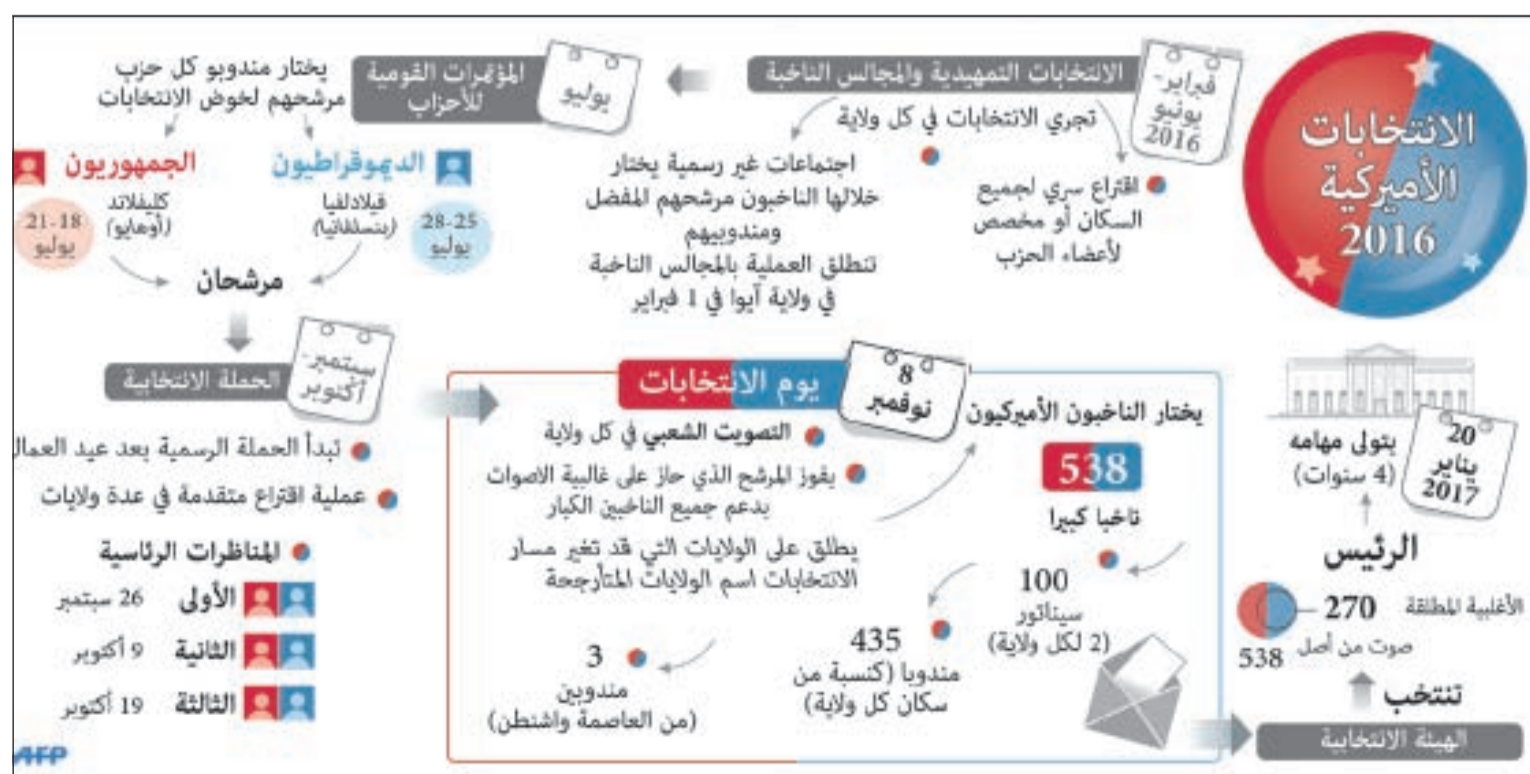 الانتخابات
الأميركية
2016
فبراير-
يونيو
2016
الانتخابات التمهيدية والمجالس الناخبة
تجري الانتخابات في كل ولاية
اقتراع سري لجميع
السكان أو مخصص
لأعضاء الحزب
اجتماعات غير رسمية يختار
خلالها الناخبون مرشحهم المفضل
ومندوبيهم
تنطلق العملية بالمجالس الناخبة
في ولاية آيوا في 1 فبراير
يوليو
المؤتمرات القومية
للأحزاب
يختار مندوبو كل حزب
مرشحهم لخوض الانتخابات
الديموقراطيون
فيلادلفيا
(بنسلفانيا)
28-25
يوليو
الجمهوريون
كليفلاند
(أوهايو)
21-18
يوليو
مرشحان
سبتمبر-
أكتوبر
الحملة الانتخابية
تبدأ الحملة الرسمية بعد عيد العمال
عملية اقتراع متقدمة في عدة ولايات
المناظرات الرئاسية
الأولى 26 سبتمبر
الثانية 9 أكتوبر
الثالثة 19 أكتوبر
8
نوفمبر
يوم الانتخابات
التصويت الشعبي في كل ولاية
يفوز المرشح الذي حاز على غالبية الاصوات
بدعم جميع الناخبين الكبار
يطلق على الولايات التي قد تغير مسار
الانتخابات اسم الولايات المتأرجحة
يختار الناخبون الأميركيون
538
ناخبا كبيرا
100
سيناتور
(2 لكل ولاية)
435
مندوبا (كنسبة من
سكان كل ولاية)
3
مندوبين
(من العاصمة واشنطن)
الهيئة الانتخابية
تنتخب
الأغلبية المطلقة 270
صوت من أصل 538
الرئيس
يتولى مهامه
(4 سنوات)
20
يناير
2017
AFP